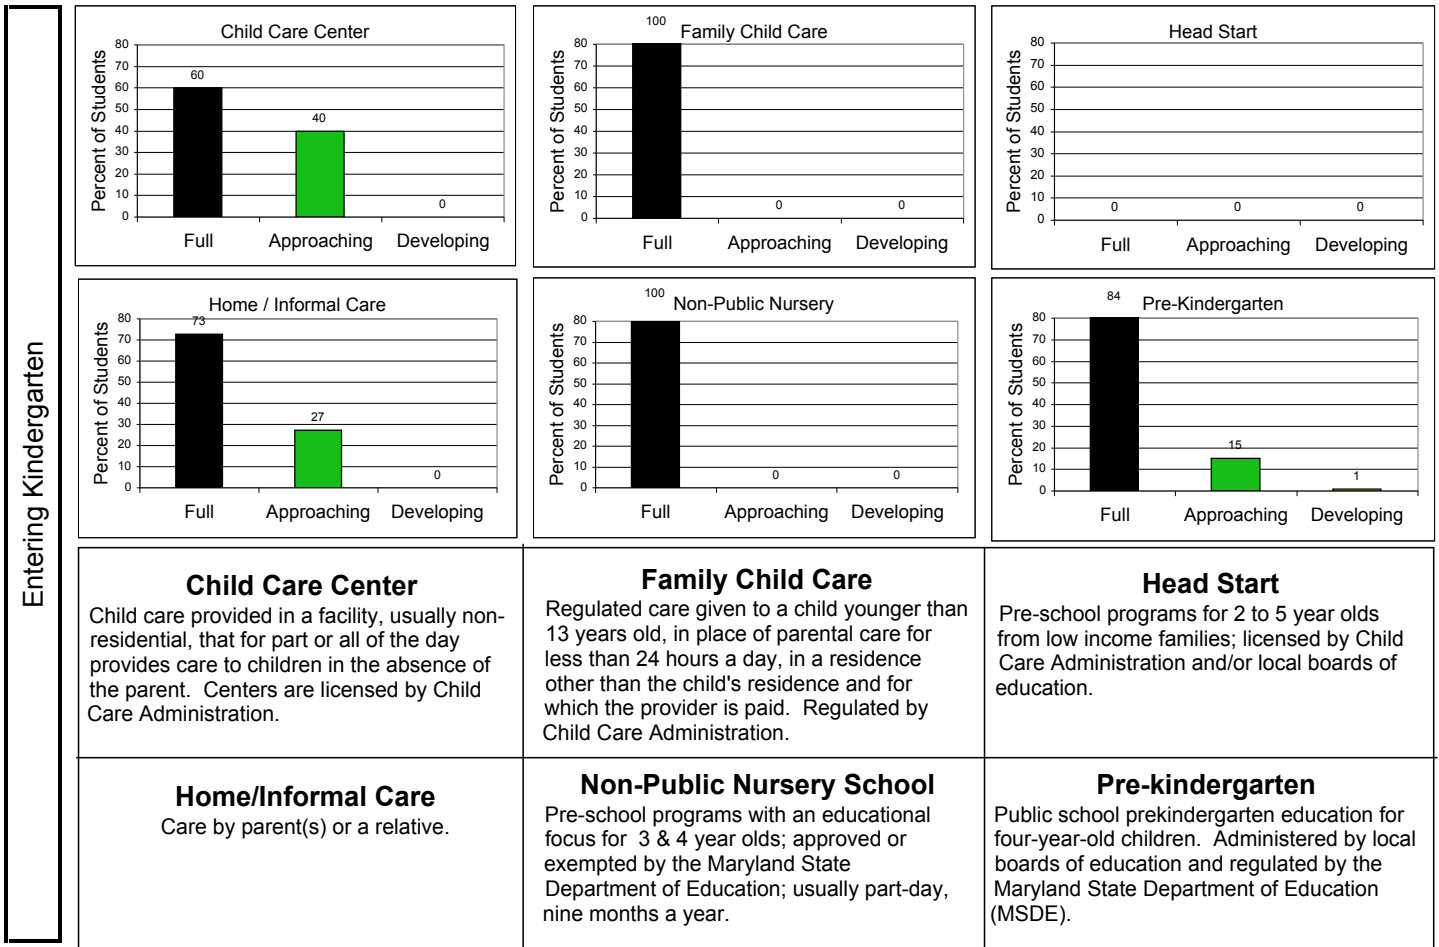 Entering Kindergarten
Child Care Center
Percent of Students
80
70
60
50
40
30
20
10
0
60
40
0
Full Approaching Developing
100
Family Child Care
Percent of Students
80
70
60
50
40
30
20
10
0
0
0
Full Approaching Developing
Head Start
Percent of Students
80
70
60
50
40
30
20
10
0
0
0
0
Full Approaching Developing
Home / Informal Care
Percent of Students
80
70
60
50
40
30
20
10
0
73
27
0
Full Approaching Developing
100
Non-Public Nursery
Percent of Students
80
70
60
50
40
30
20
10
0
0
0
Full Approaching Developing
84
Pre-Kindergarten
Percent of Students
80
70
60
50
40
30
20
10
0
15
1
Full Approaching Developing
Child Care Center
Child care provided in a facility, usually non-
residential, that for part or all of the day
provides care to children in the absence of
the parent. Centers are licensed by Child
Care Administration.
Family Child Care
Regulated care given to a child younger than
13 years old, in place of parental care for
less than 24 hours a day, in a residence
other than the child's residence and for
which the provider is paid. Regulated by
Child Care Administration.
Head Start
Pre-school programs for 2 to 5 year olds
from low income families; licensed by Child
Care Administration and/or local boards of
education.
Home/Informal Care
Care by parent(s) or a relative.
Non-Public Nursery School
Pre-school programs with an educational
focus for 3 & 4 year olds; approved or
exempted by the Maryland State
Department of Education; usually part-day,
nine months a year.
Pre-kindergarten
Public school prekindergarten education for
four-year-old children. Administered by local
boards of education and regulated by the
Maryland State Department of Education
(MSDE).